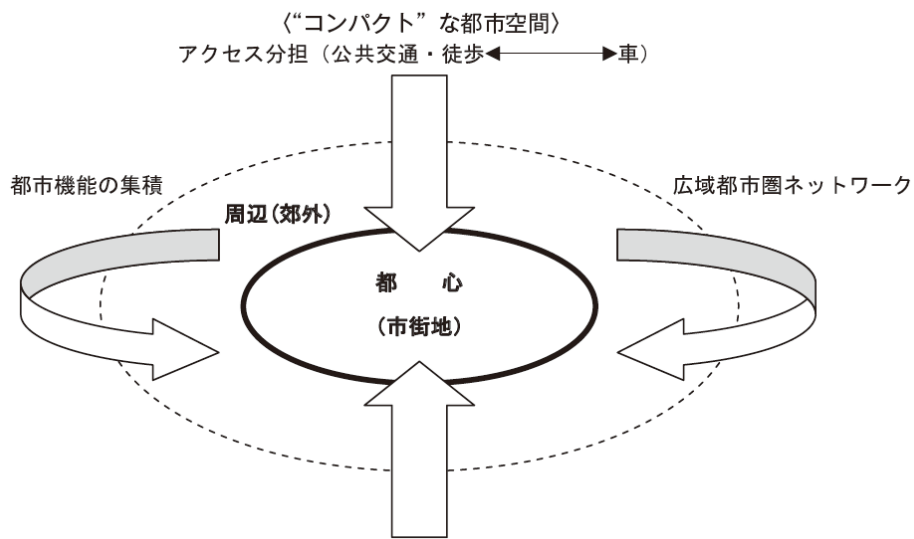 〈“コンパクト”な都市空間〉
アクセス分担（公共交通・徒歩 車）
都市機能の集積
広域都市圏ネットワーク
周辺（郊外）
都　心
（市街地）